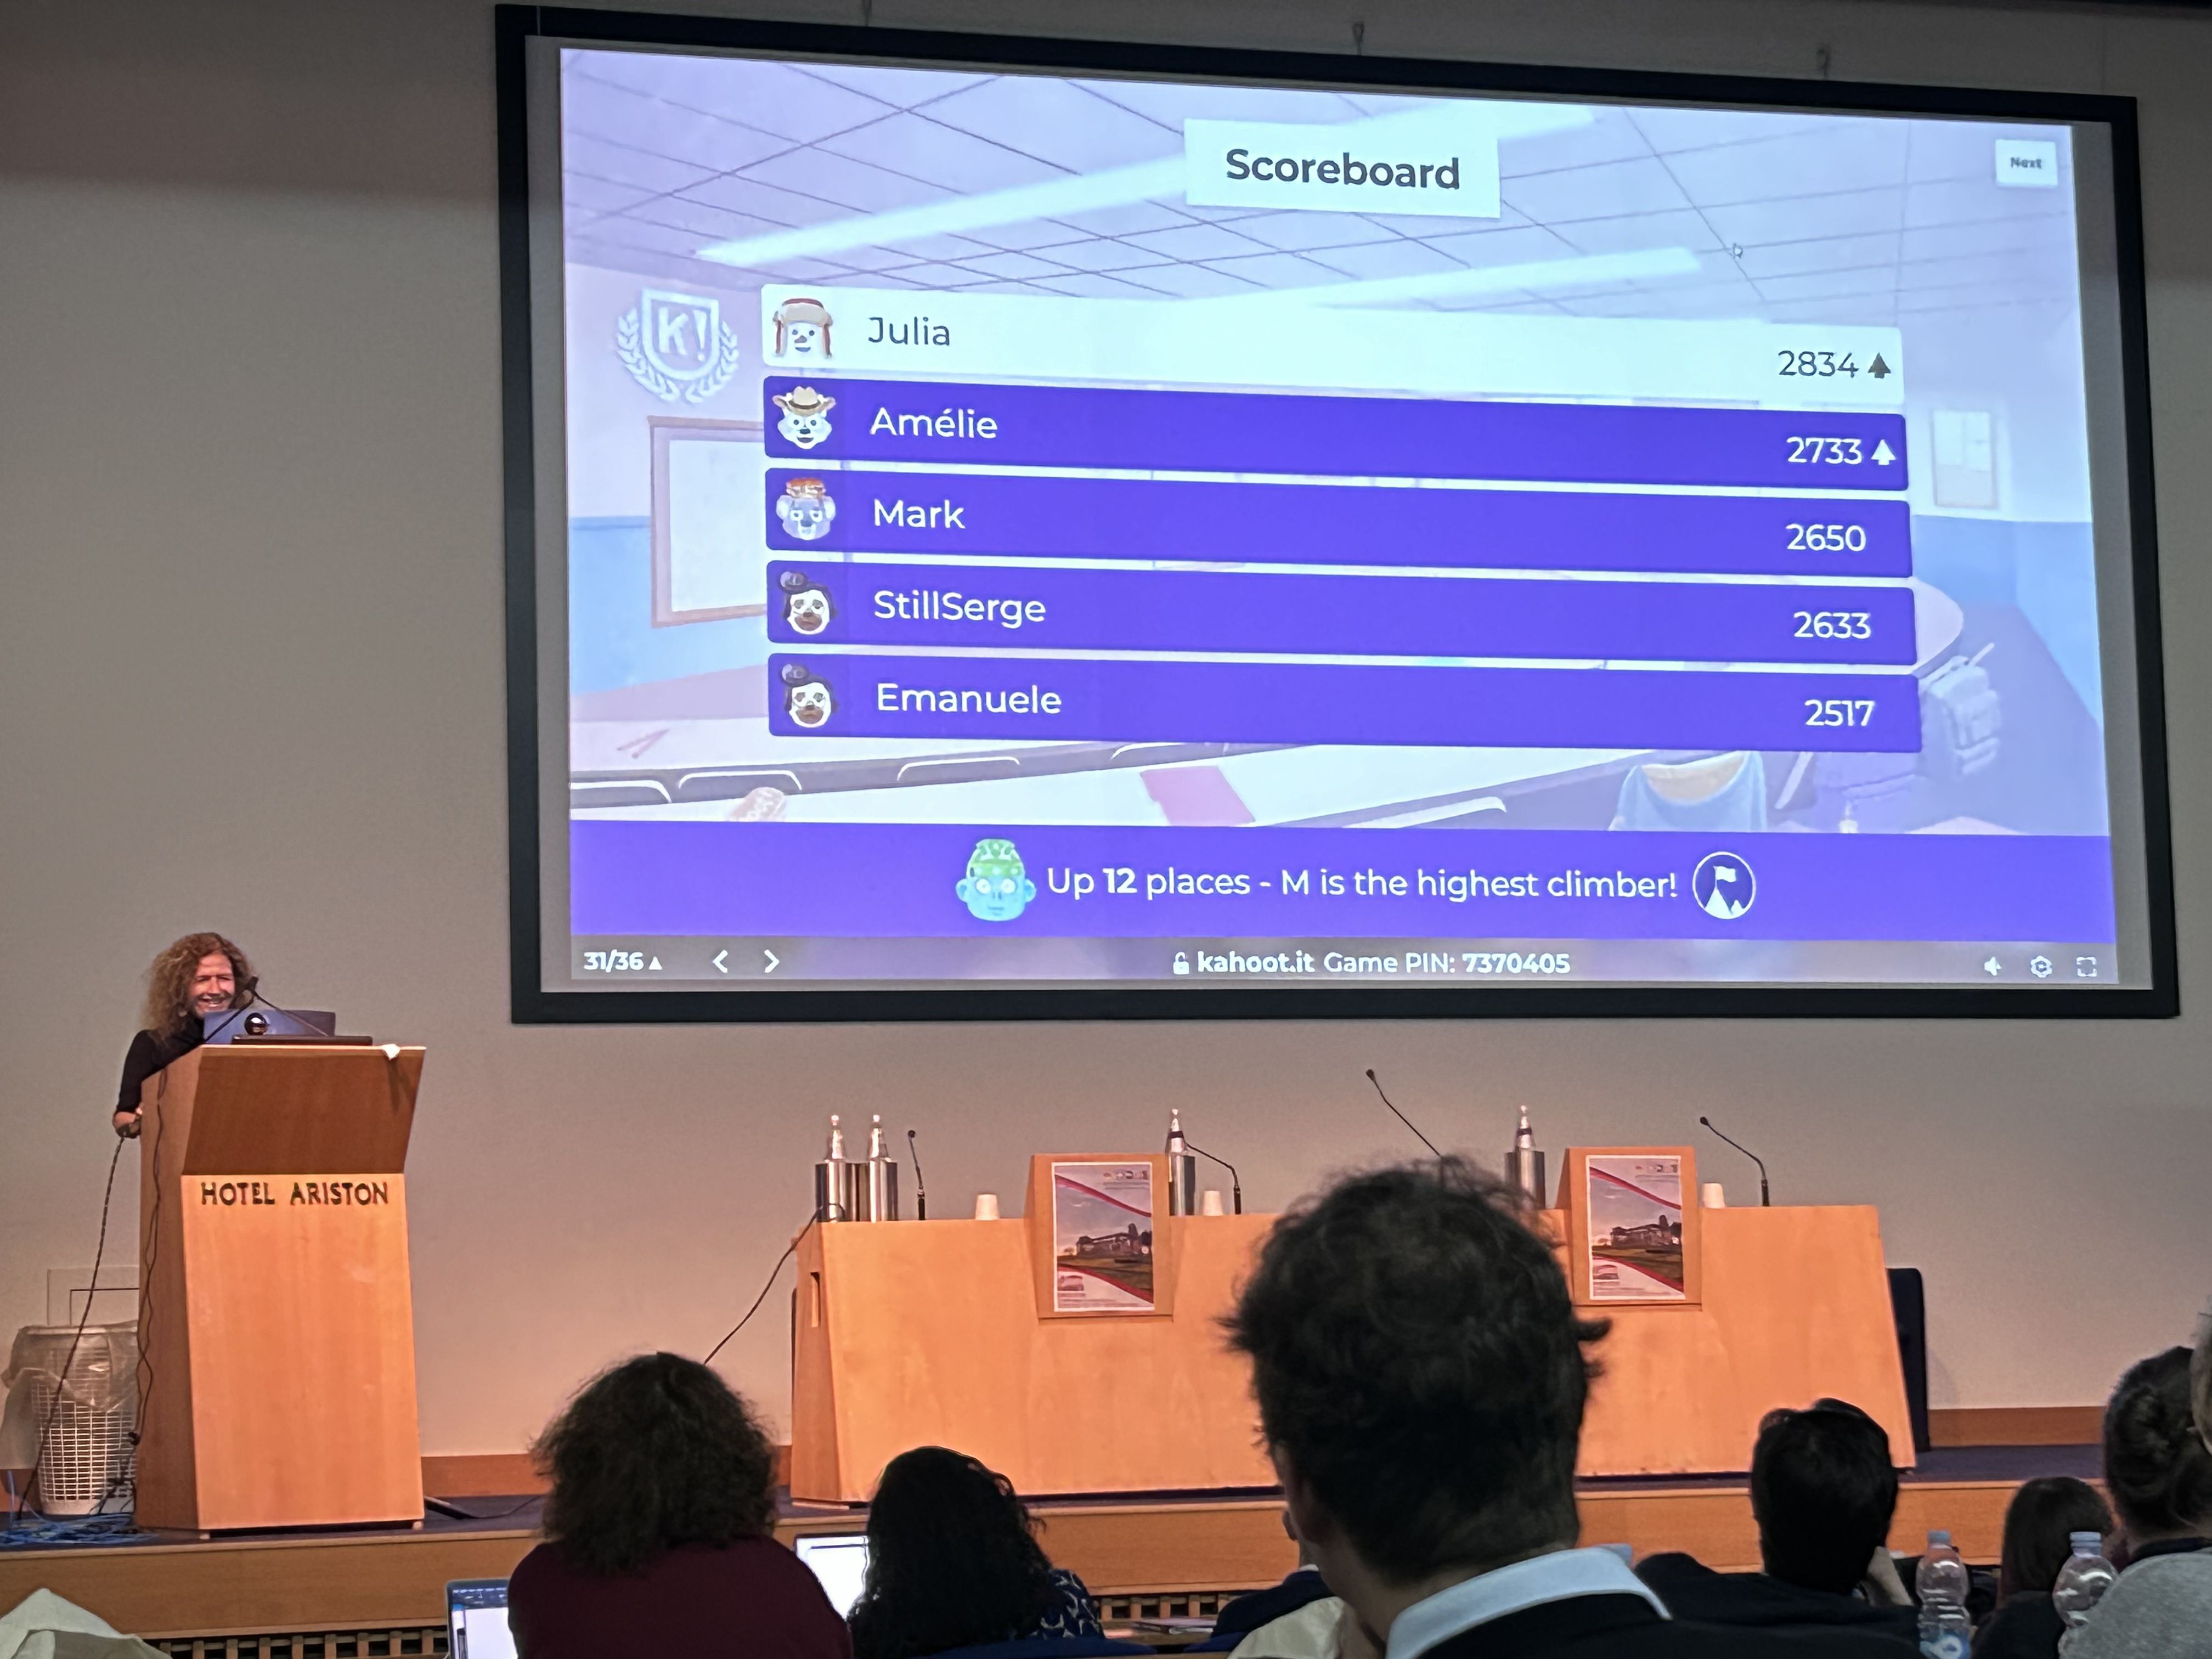 Scoreboard
Next
K!
Julia
2834
Amélie
2733
Mark
2650
StillSerge
2633
Emanuele
2517
Up 12 places - M is the highest climber!
31/36
kahoot.it Game PIN: 7370405
HOTEL ARISTON